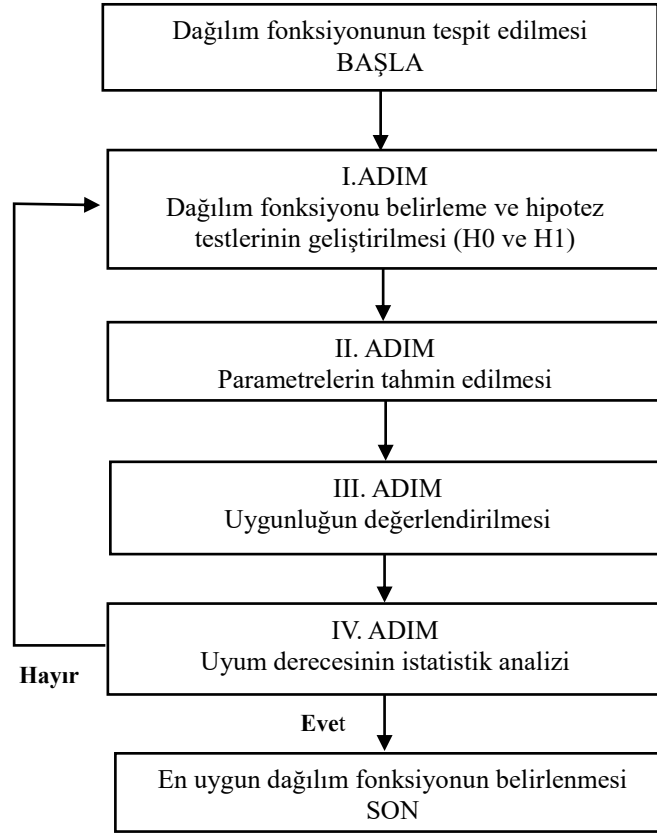 Dağılım fonksiyonunun tespit edilmesi
BAŞLA
I.ADIM
Dağılım fonksiyonu belirleme ve hipotez
testlerinin geliştirilmesi (H0 ve H1)
II. ADIM
Parametrelerin tahmin edilmesi
III. ADIM
Uygunluğun değerlendirilmesi
IV. ADIM
Uyum derecesinin istatistik analizi
Hayır
Evet
En uygun dağılım fonksiyonun belirlenmesi
SON